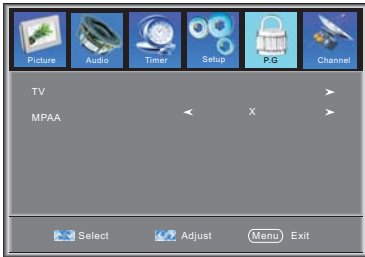 Picture Audio Timer Setup P.G Channel
TV
MPAA X
Select Adjust Menu Exit